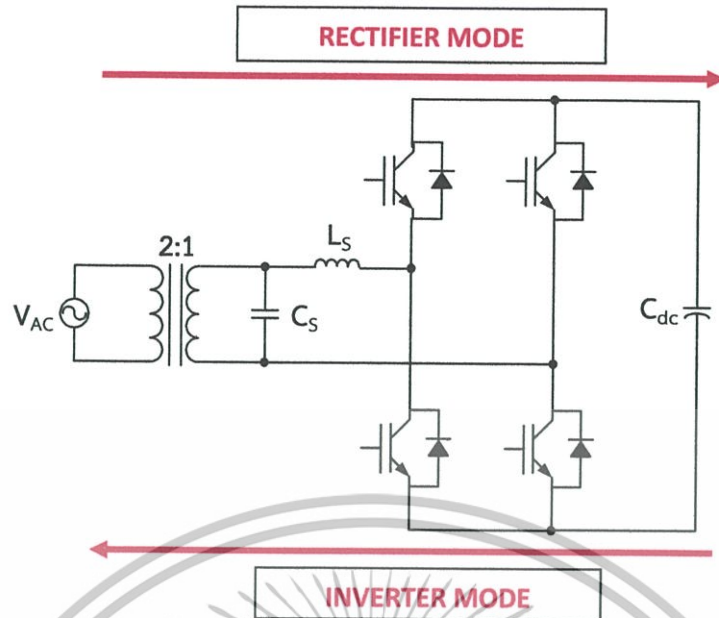 RECTIFIER MODE
2:1
L_S
V_AC
C_S
C_dc
INVERTER MODE